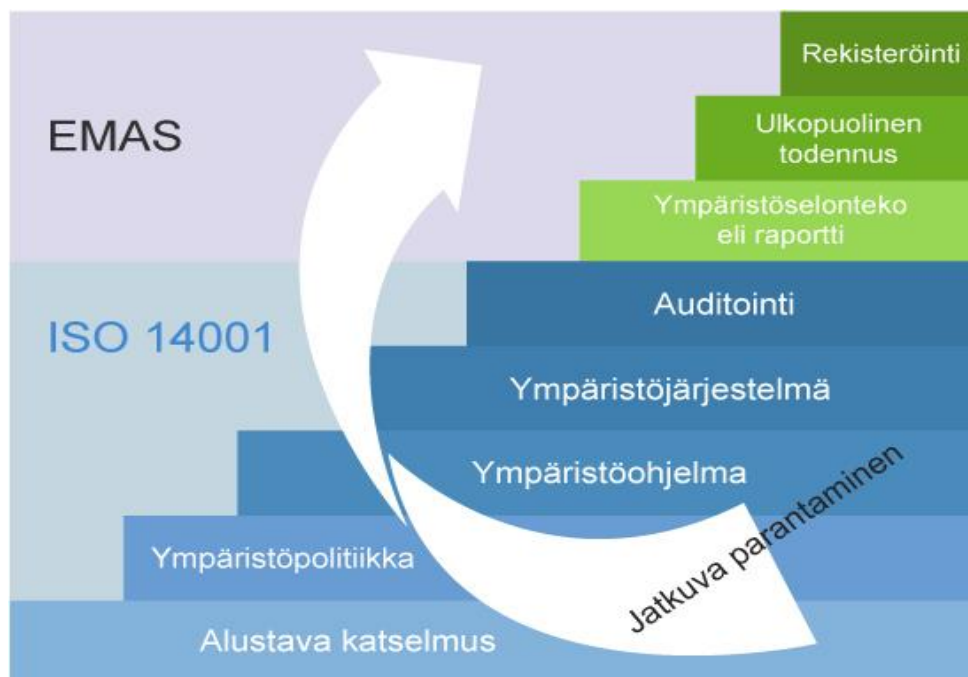 Rekisteröinti
EMAS
Ulkopuolinen
todennus
Ympäristöselonteko
eli raportti
ISO 14001
Auditointi
Ympäristöjärjestelmä
Ympäristöohjelma
Jatkuva parantaminen
Ympäristöpolitiikka
Alustava katselmus